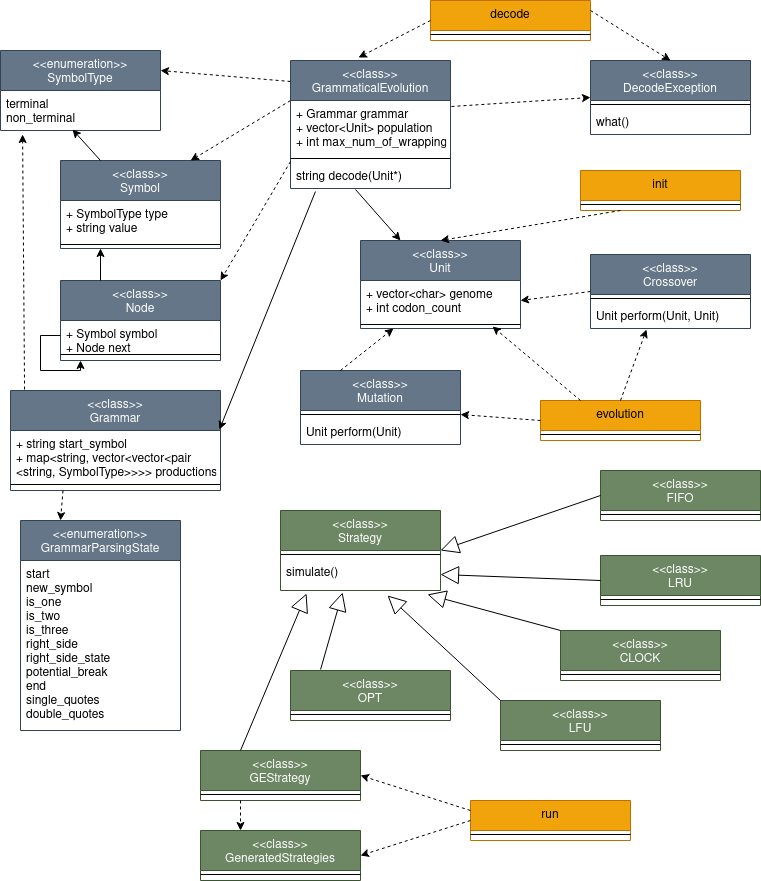 decode
<<enumeration>>
SymbolType
terminal
non_terminal
<<class>>
GrammaticalEvolution
+ Grammar grammar
+ vector<Unit> population
+ int max_num_of_wrapping
string decode(Unit*)
<<class>>
DecodeException
what()
<<class>>
Symbol
+ SymbolType type
+ string value
init
<<class>>
Unit
+ vector<char> genome
+ int codon_count
<<class>>
Crossover
Unit perform(Unit, Unit)
<<class>>
Node
+ Symbol symbol
+ Node next
<<class>>
Mutation
Unit perform(Unit)
evolution
<<class>>
Grammar
+ string start_symbol
+ map<string, vector<vector<pair
<string, SymbolType>>>> productions
<<enumeration>>
GrammarParsingState
start
new_symbol
is_one
is_two
is_three
right_side
right_side_state
potential_break
end
single_quotes
double_quotes
<<class>>
Strategy
simulate()
<<class>>
FIFO
<<class>>
LRU
<<class>>
CLOCK
<<class>>
OPT
<<class>>
LFU
<<class>>
GEStrategy
run
<<class>>
GeneratedStrategies